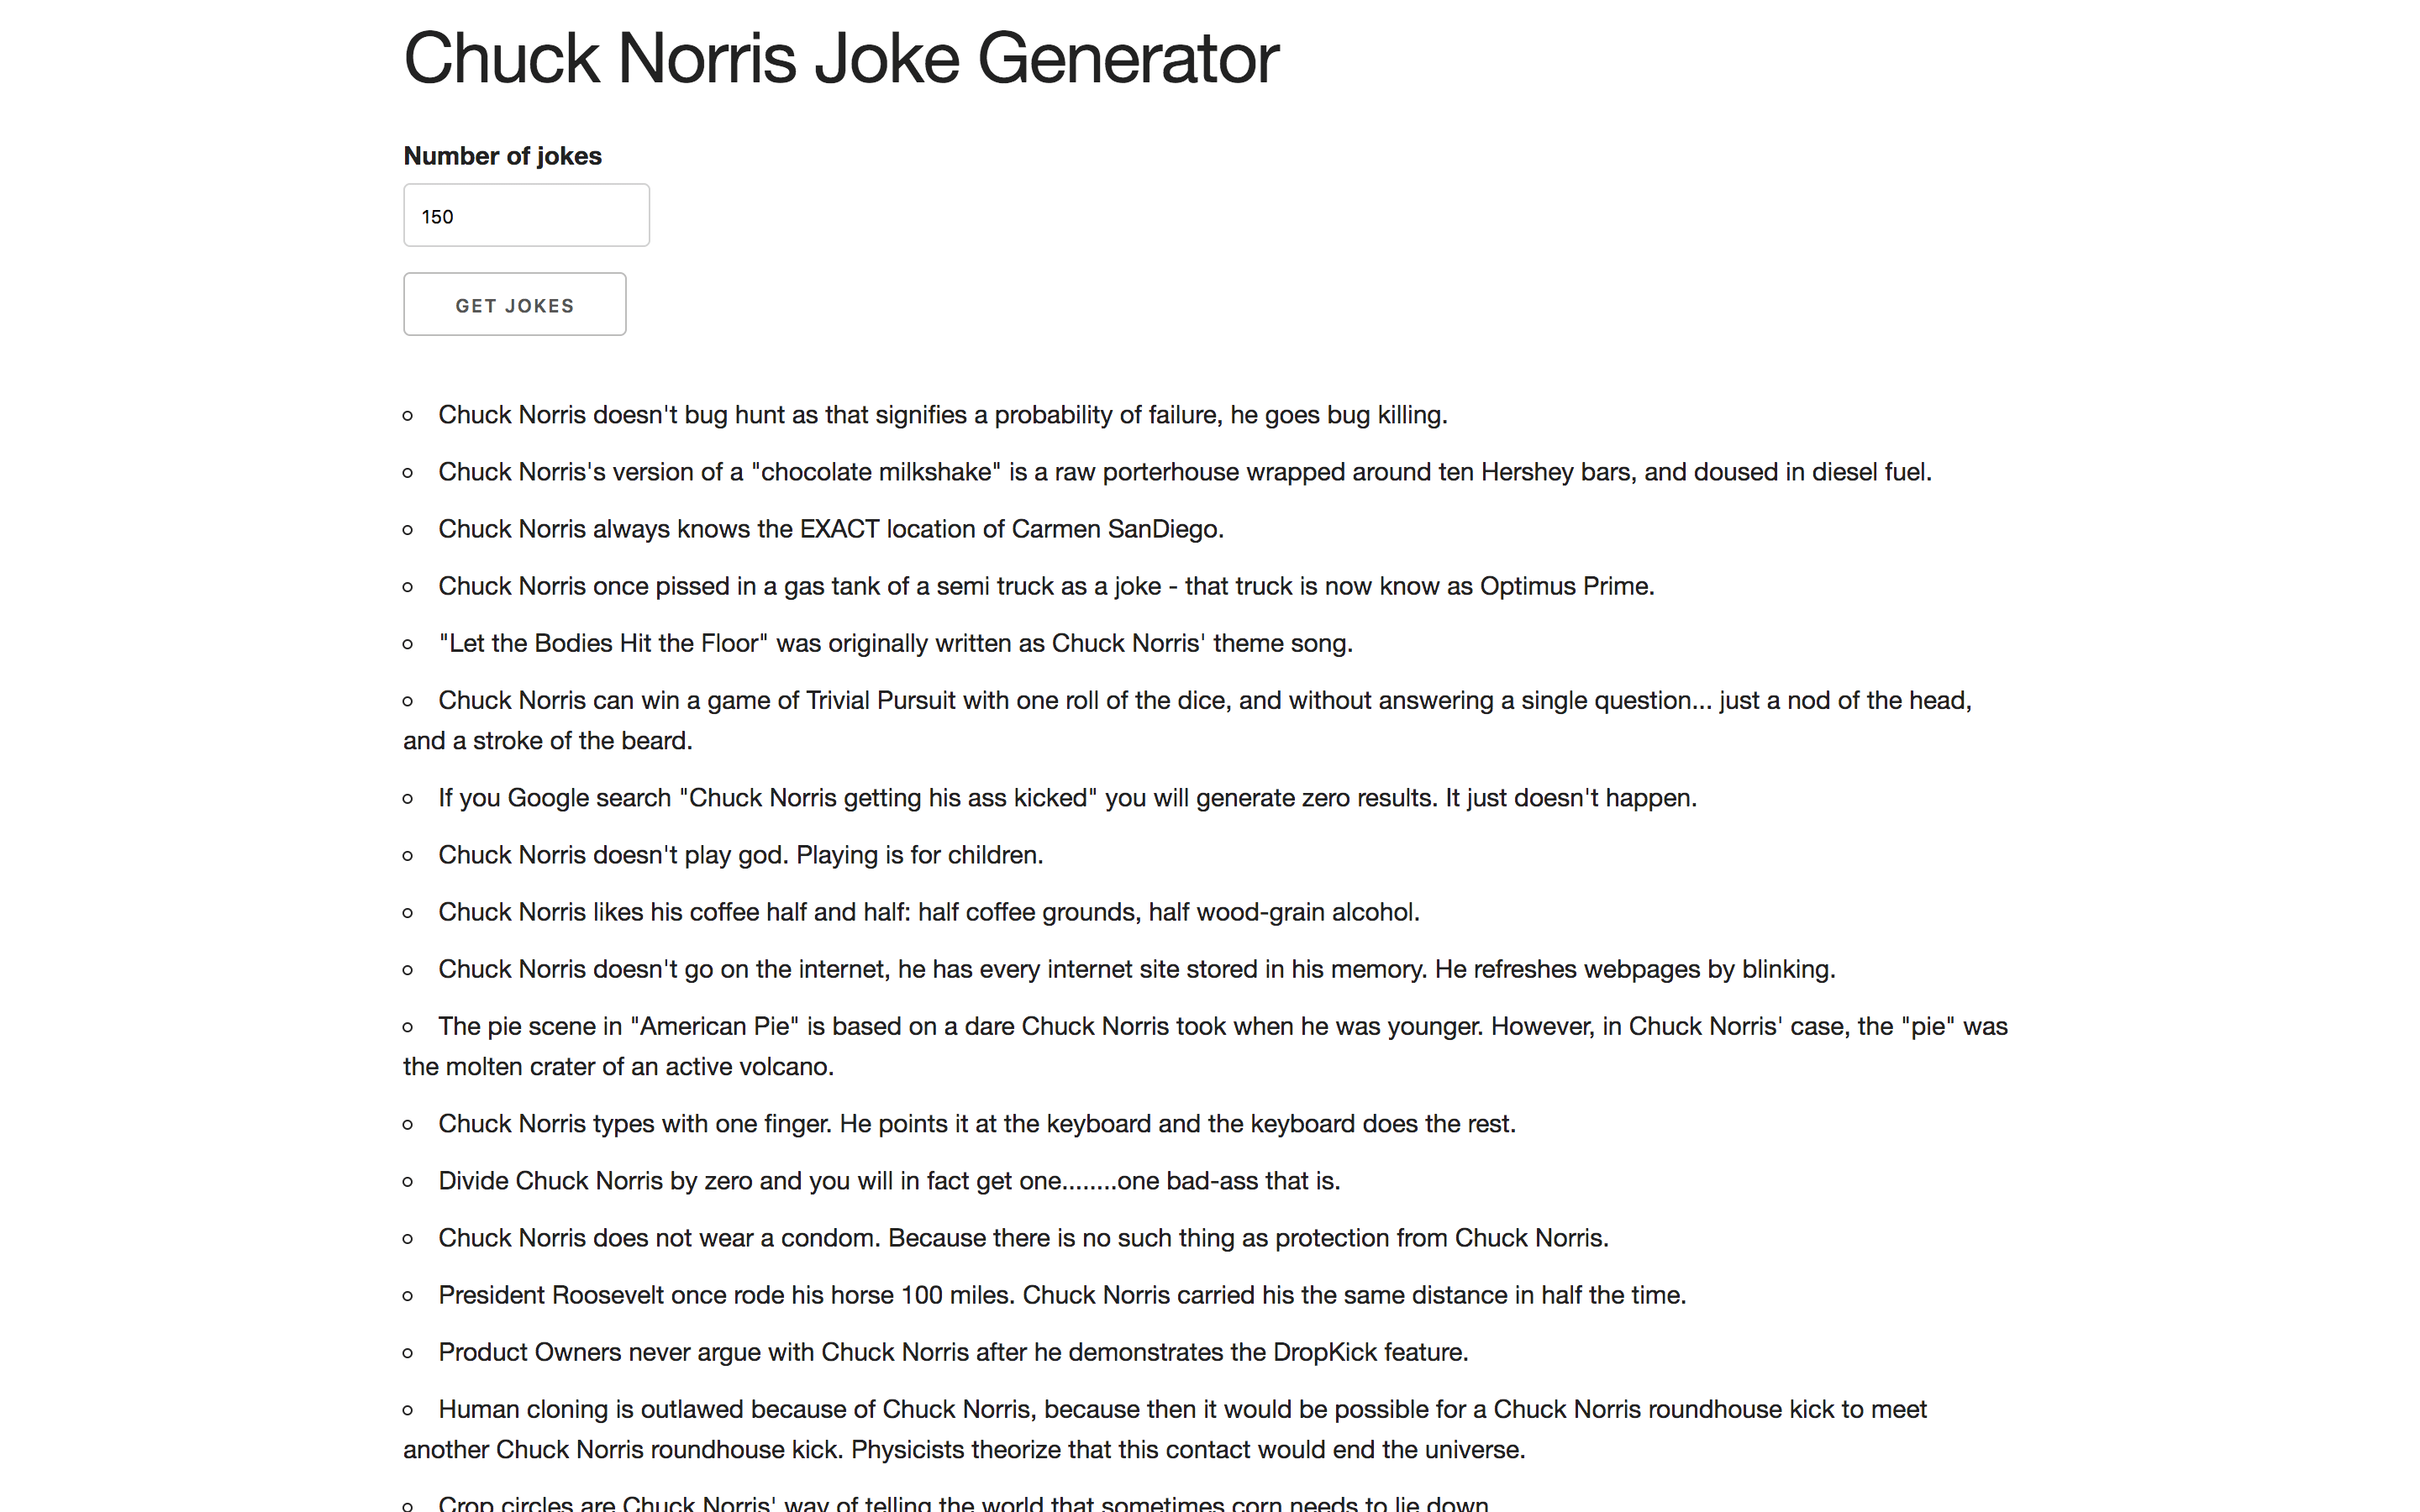 Chuck Norris Joke Generator
Number of jokes
150
GET JOKES
Chuck Norris doesn't bug hunt as that signifies a probability of failure, he goes bug killing.
Chuck Norris's version of a "chocolate milkshake" is a raw porterhouse wrapped around ten Hershey bars, and doused in diesel fuel.
Chuck Norris always knows the EXACT location of Carmen SanDiego.
Chuck Norris once pissed in a gas tank of a semi truck as a joke - that truck is now know as Optimus Prime.
"Let the Bodies Hit the Floor" was originally written as Chuck Norris' theme song.
Chuck Norris can win a game of Trivial Pursuit with one roll of the dice, and without answering a single question... just a nod of the head,
and a stroke of the beard.
If you Google search "Chuck Norris getting his ass kicked" you will generate zero results. It just doesn't happen.
Chuck Norris doesn't play god. Playing is for children.
Chuck Norris likes his coffee half and half: half coffee grounds, half wood-grain alcohol.
Chuck Norris doesn't go on the internet, he has every internet site stored in his memory. He refreshes webpages by blinking.
The pie scene in "American Pie" is based on a dare Chuck Norris took when he was younger. However, in Chuck Norris' case, the "pie" was
the molten crater of an active volcano.
Chuck Norris types with one finger. He points it at the keyboard and the keyboard does the rest.
Divide Chuck Norris by zero and you will in fact get one........one bad-ass that is.
Chuck Norris does not wear a condom. Because there is no such thing as protection from Chuck Norris.
President Roosevelt once rode his horse 100 miles. Chuck Norris carried his the same distance in half the time.
Product Owners never argue with Chuck Norris after he demonstrates the DropKick feature.
Human cloning is outlawed because of Chuck Norris, because then it would be possible for a Chuck Norris roundhouse kick to meet
another Chuck Norris roundhouse kick. Physicists theorize that this contact would end the universe.
Crop circles are Chuck Norris' way of telling the world that sometimes corn needs to lie down